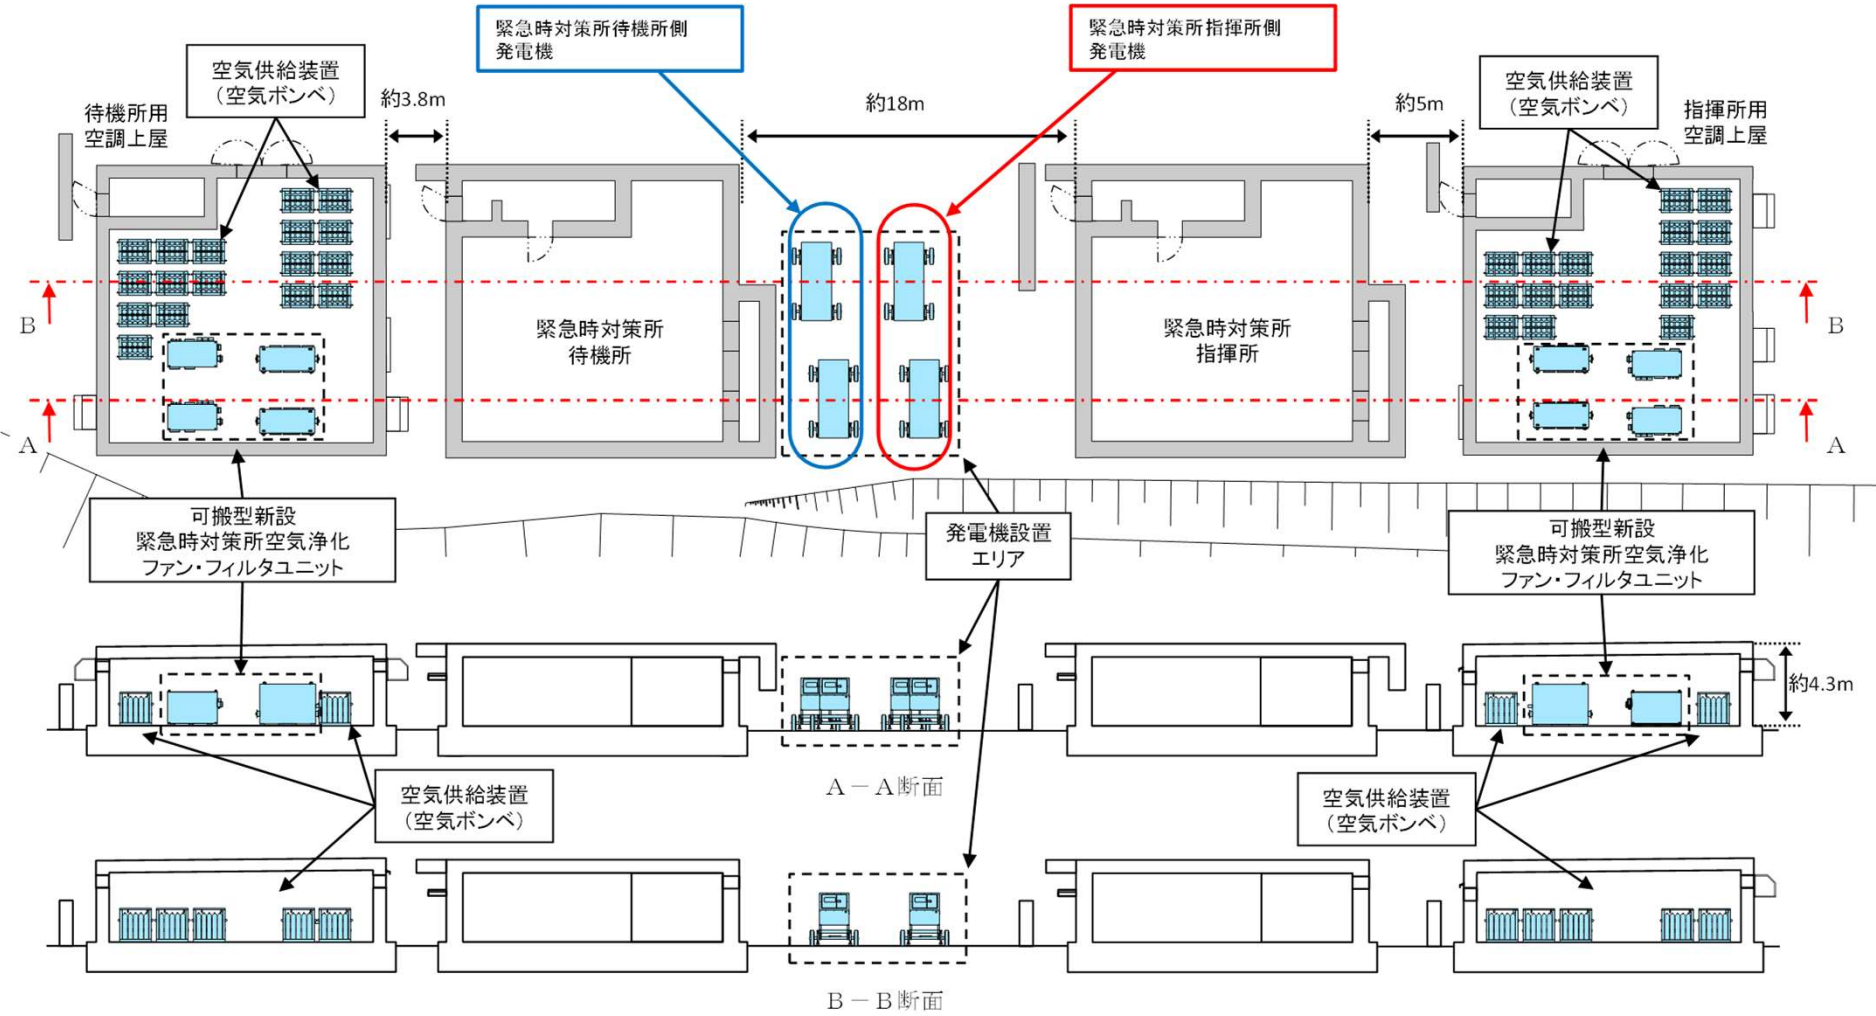 緊急時対策所待機所側
発電機
緊急時対策所指揮所側
発電機
空気供給装置
（空気ボンベ）
空気供給装置
（空気ボンベ）
待機所用
空調上屋
約3.8m
約18m
約5m
指揮所用
空調上屋
B
B
緊急時対策所
待機所
緊急時対策所
指揮所
A
A
可搬型新設
緊急時対策所空気浄化
ファン・フィルタユニット
発電機設置
エリア
可搬型新設
緊急時対策所空気浄化
ファン・フィルタユニット
約4.3m
空気供給装置
（空気ボンベ）
A－A断面
空気供給装置
（空気ボンベ）
B－B断面